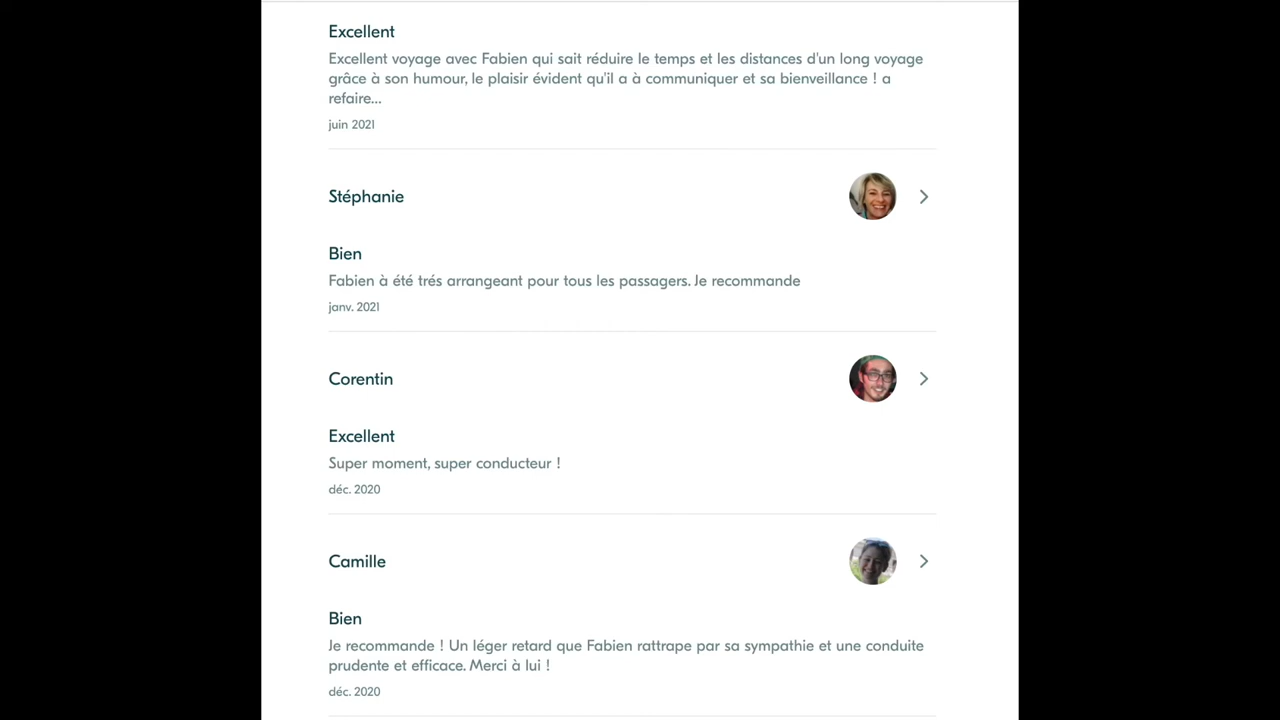 Excellent
Excellent voyage avec Fabien qui sait réduire le temps et les distances d'un long voyage
grâce à son humour, le plaisir évident qu'il a à communiquer et sa bienveillance ! a
refaire...
juin 2021
Stéphanie
Bien
Fabien à été trés arrangeant pour tous les passagers. Je recommande
janv. 2021
Corentin
Excellent
Super moment, super conducteur !
déc. 2020
Camille
Bien
Je recommande ! Un léger retard que Fabien rattrape par sa sympathie et une conduite
prudente et efficace. Merci à lui !
déc. 2020